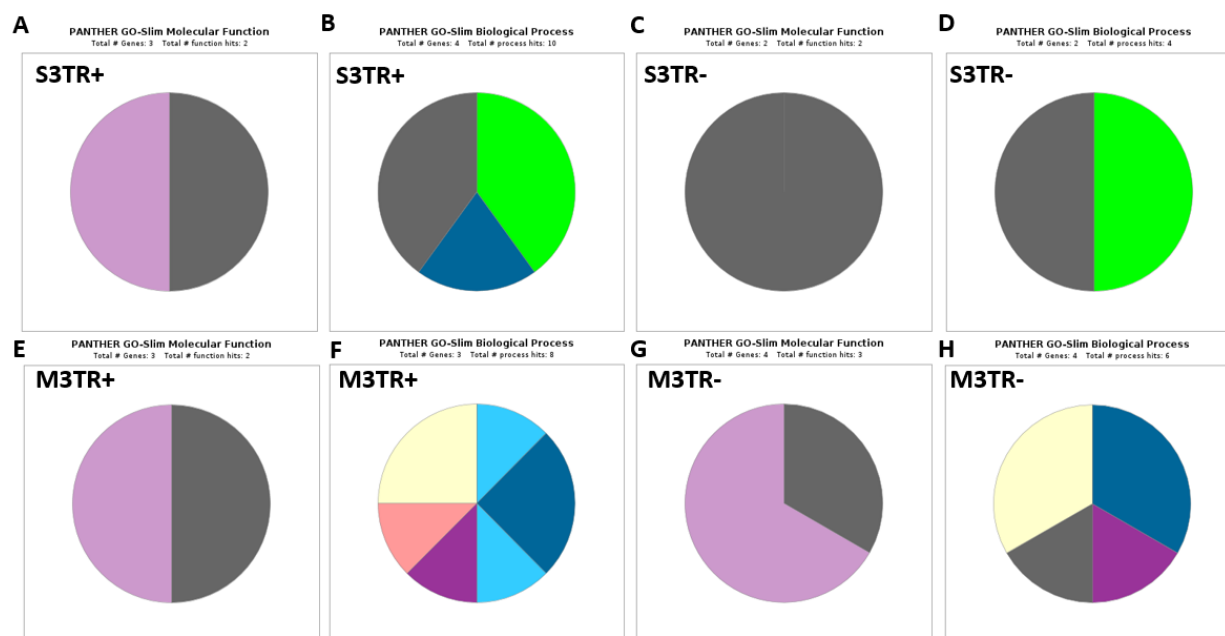 A
PANTHER GO-Slim Molecular Function
Total # Genes: 3 Total # function hits: 2
S3TR+
B
PANTHER GO-Slim Biological Process
Total # Genes: 4 Total # process hits: 10
S3TR+
C
PANTHER GO-Slim Molecular Function
Total # Genes: 2 Total # function hits: 2
S3TR-
D
PANTHER GO-Slim Biological Process
Total # Genes: 2 Total # process hits: 4
S3TR-
E
PANTHER GO-Slim Molecular Function
Total # Genes: 3 Total # function hits: 2
M3TR+
F
PANTHER GO-Slim Biological Process
Total # Genes: 3 Total # process hits: 8
M3TR+
G
PANTHER GO-Slim Molecular Function
Total # Genes: 4 Total # function hits: 3
M3TR-
H
PANTHER GO-Slim Biological Process
Total # Genes: 4 Total # process hits: 6
M3TR-